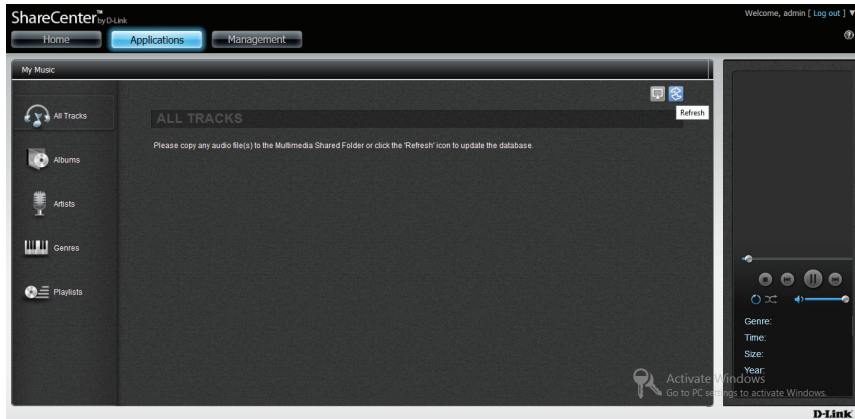 ShareCenter™ by D-Link
Welcome, admin [ Log out ] ▼
Home Applications Management
?
My Music
All Tracks
Albums
Artists
Genres
Playlists
ALL TRACKS
Refresh
Please copy any audio file(s) to the Multimedia Shared Folder or click the 'Refresh' icon to update the database.
Genre:
Time:
Size:
Year:
Activate Windows
Go to PC settings to activate Windows.
D-Link